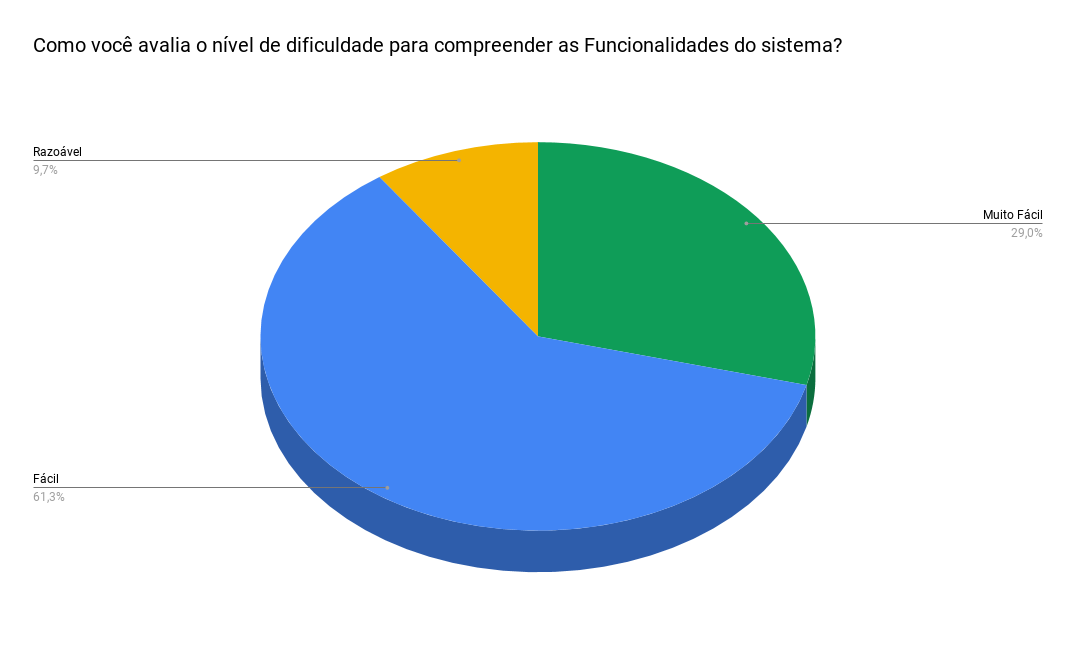 Como você avalia o nível de dificuldade para compreender as Funcionalidades do sistema?
Razoável
9,7%
Muito Fácil
29,0%
Fácil
61,3%